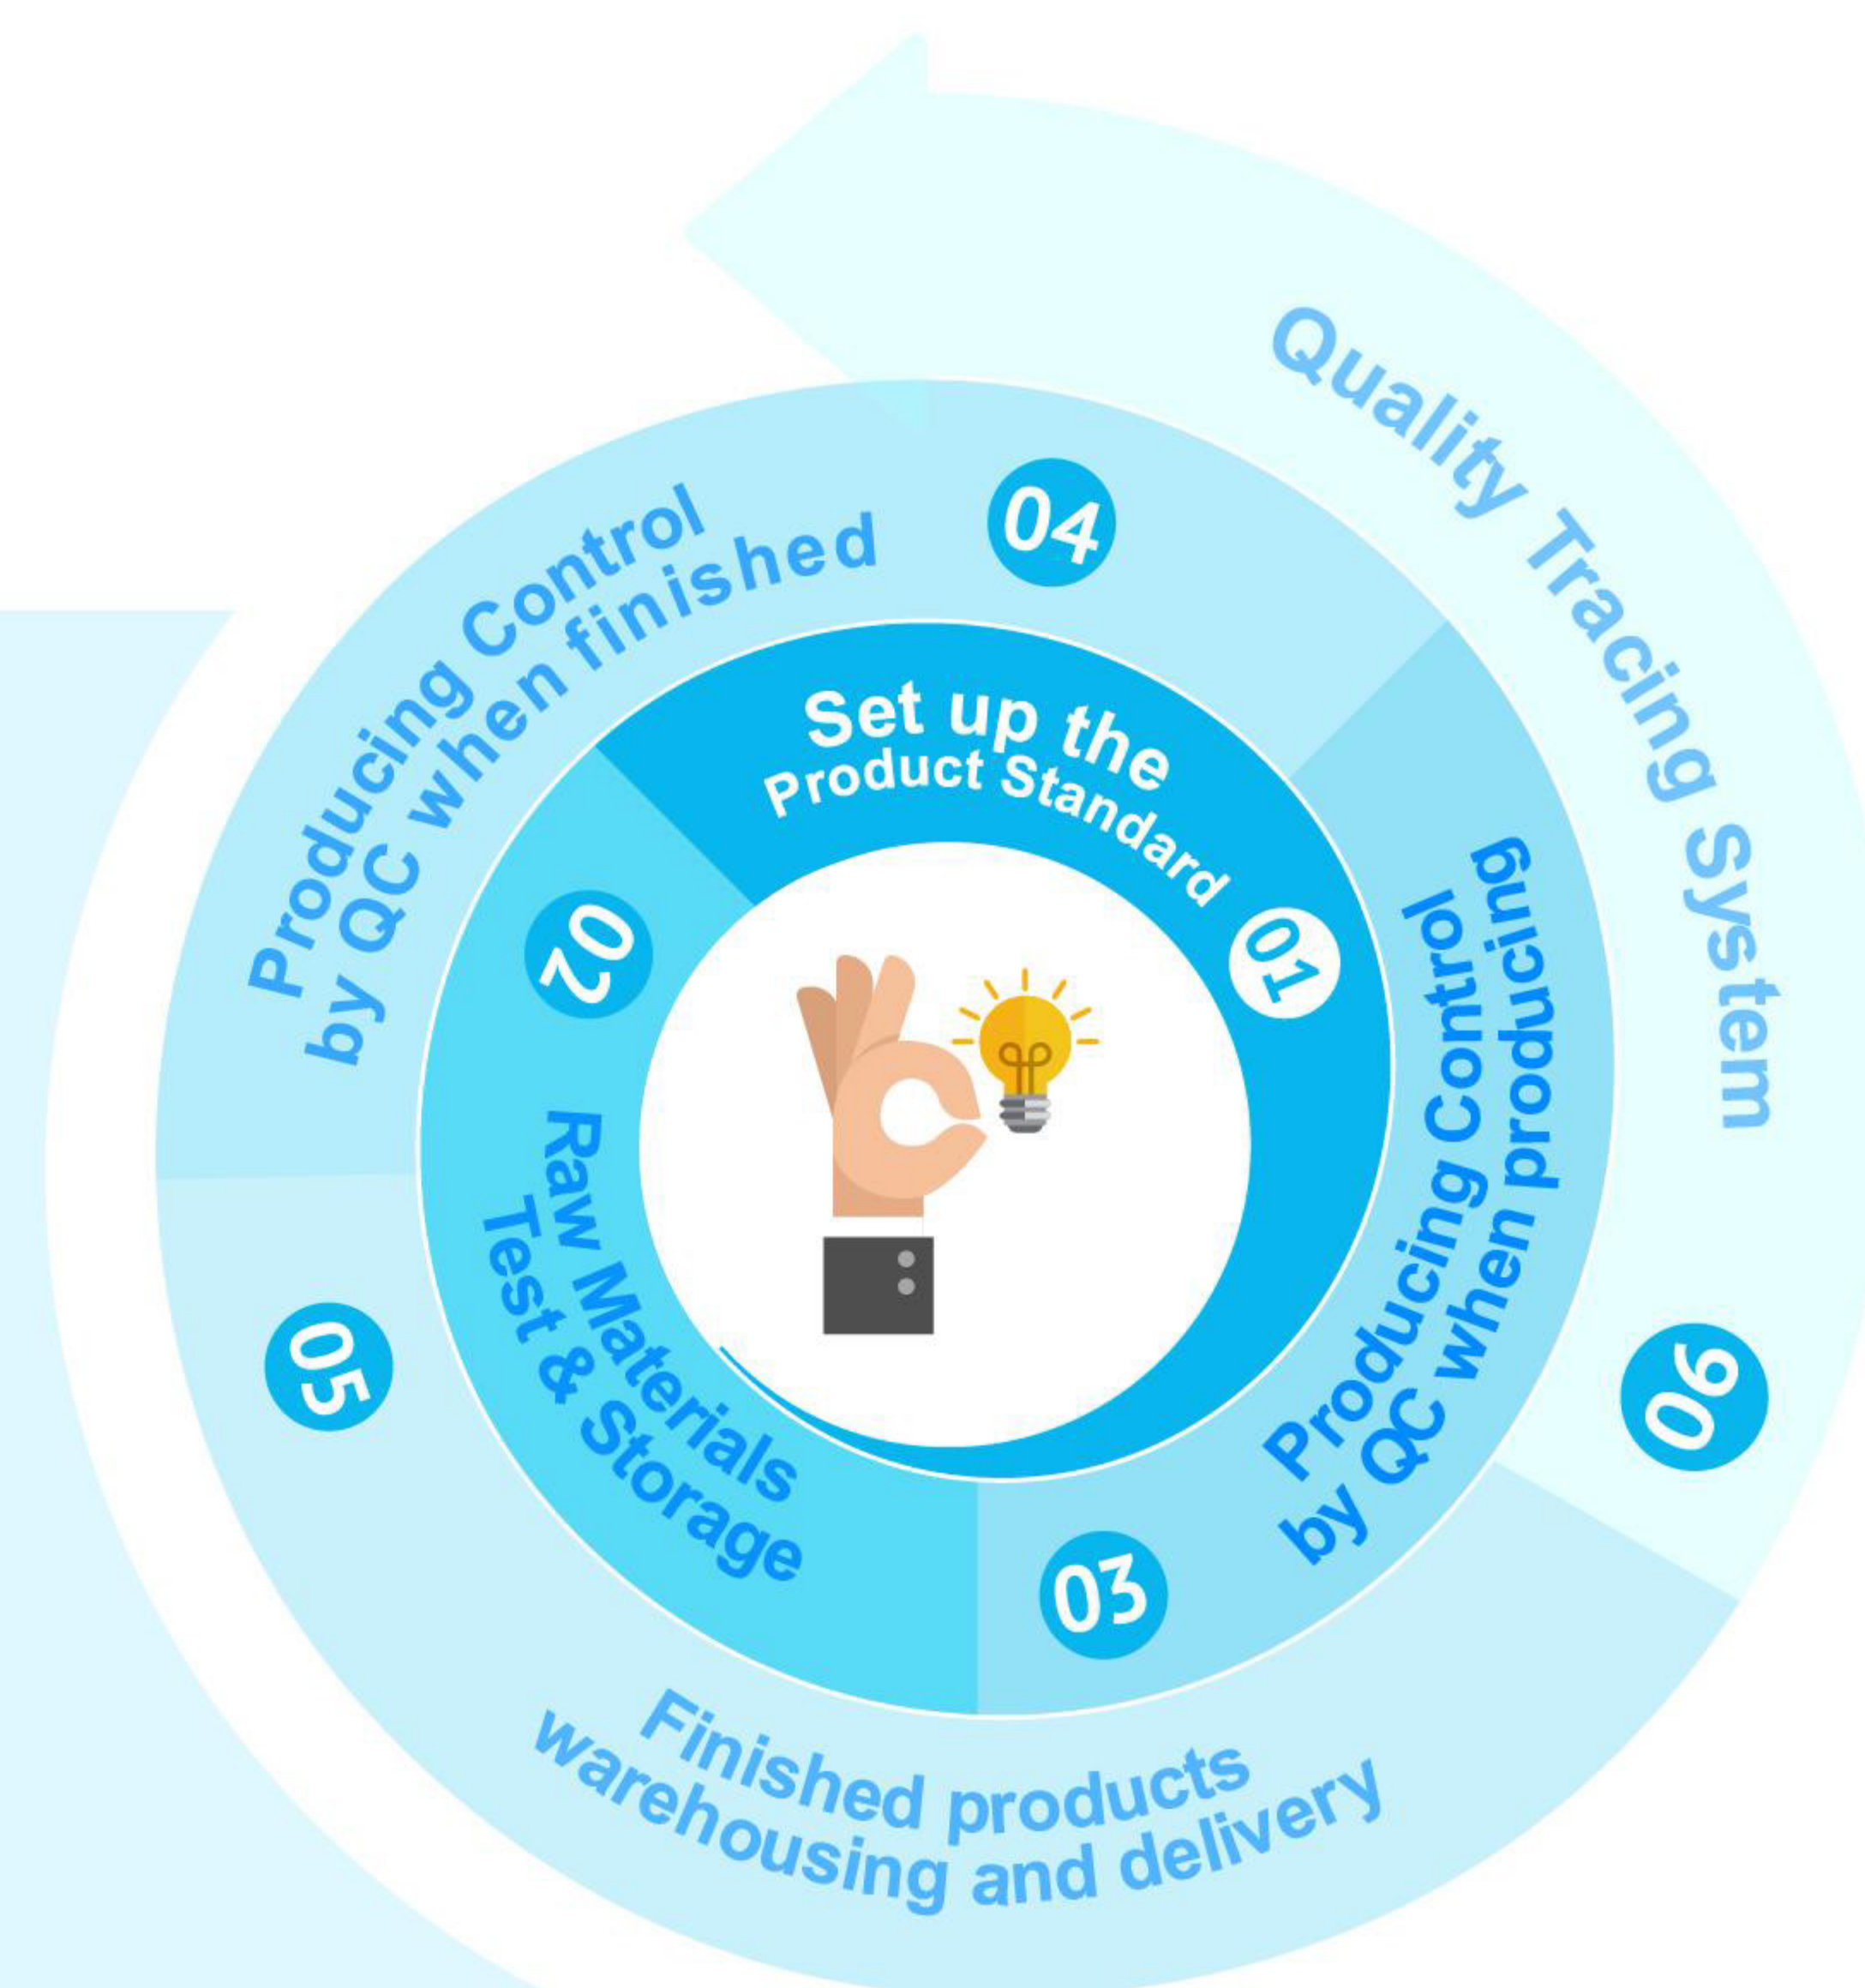 Set up the
Product Standard
01
02
Raw Materials
Test & Storage
03
Producing Control
by QC when producing
04
Producing Control
by QC when finished
05
Finished products
warehousing and delivery
06
Quality Tracing System